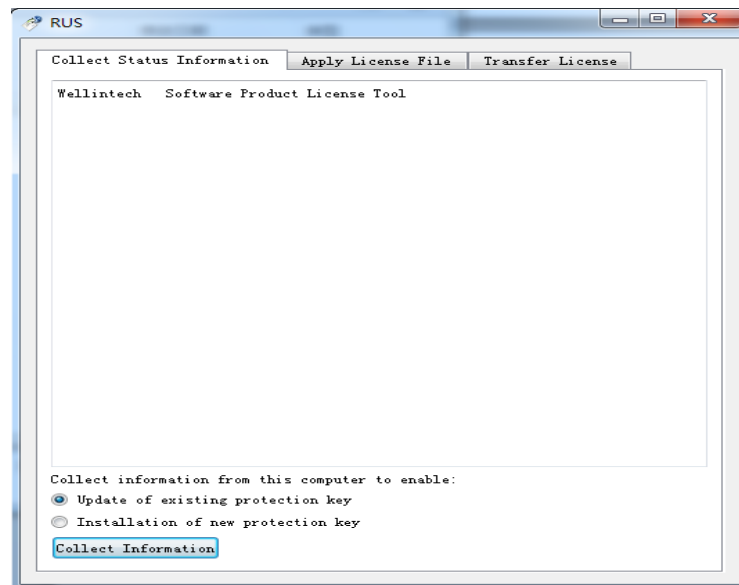 RUS
Collect Status Information Apply License File Transfer License
Wellintech Software Product License Tool
Collect information from this computer to enable:
Update of existing protection key
Installation of new protection key
Collect Information